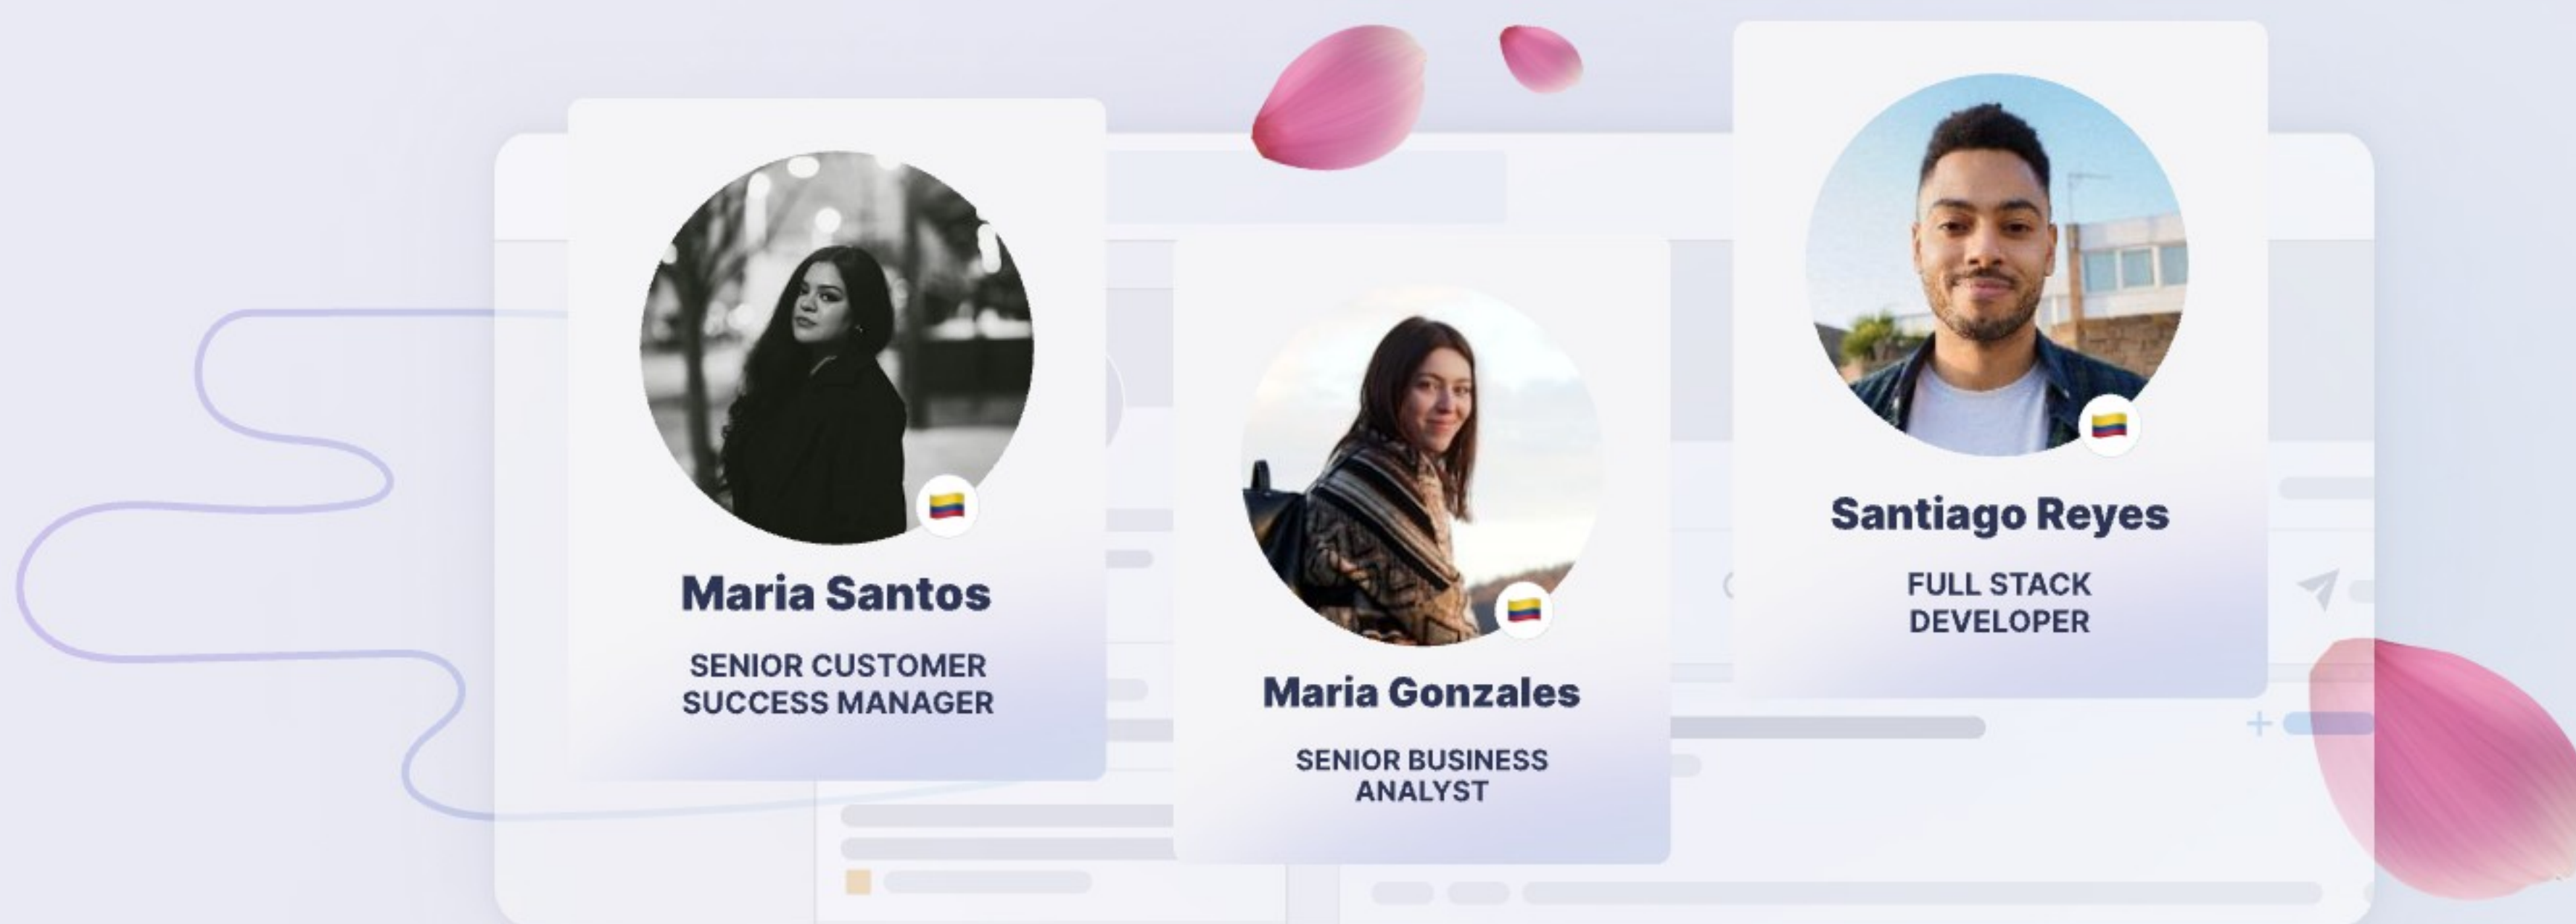 Maria Santos
SENIOR CUSTOMER
SUCCESS MANAGER
Maria Gonzales
SENIOR BUSINESS
ANALYST
Santiago Reyes
FULL STACK
DEVELOPER